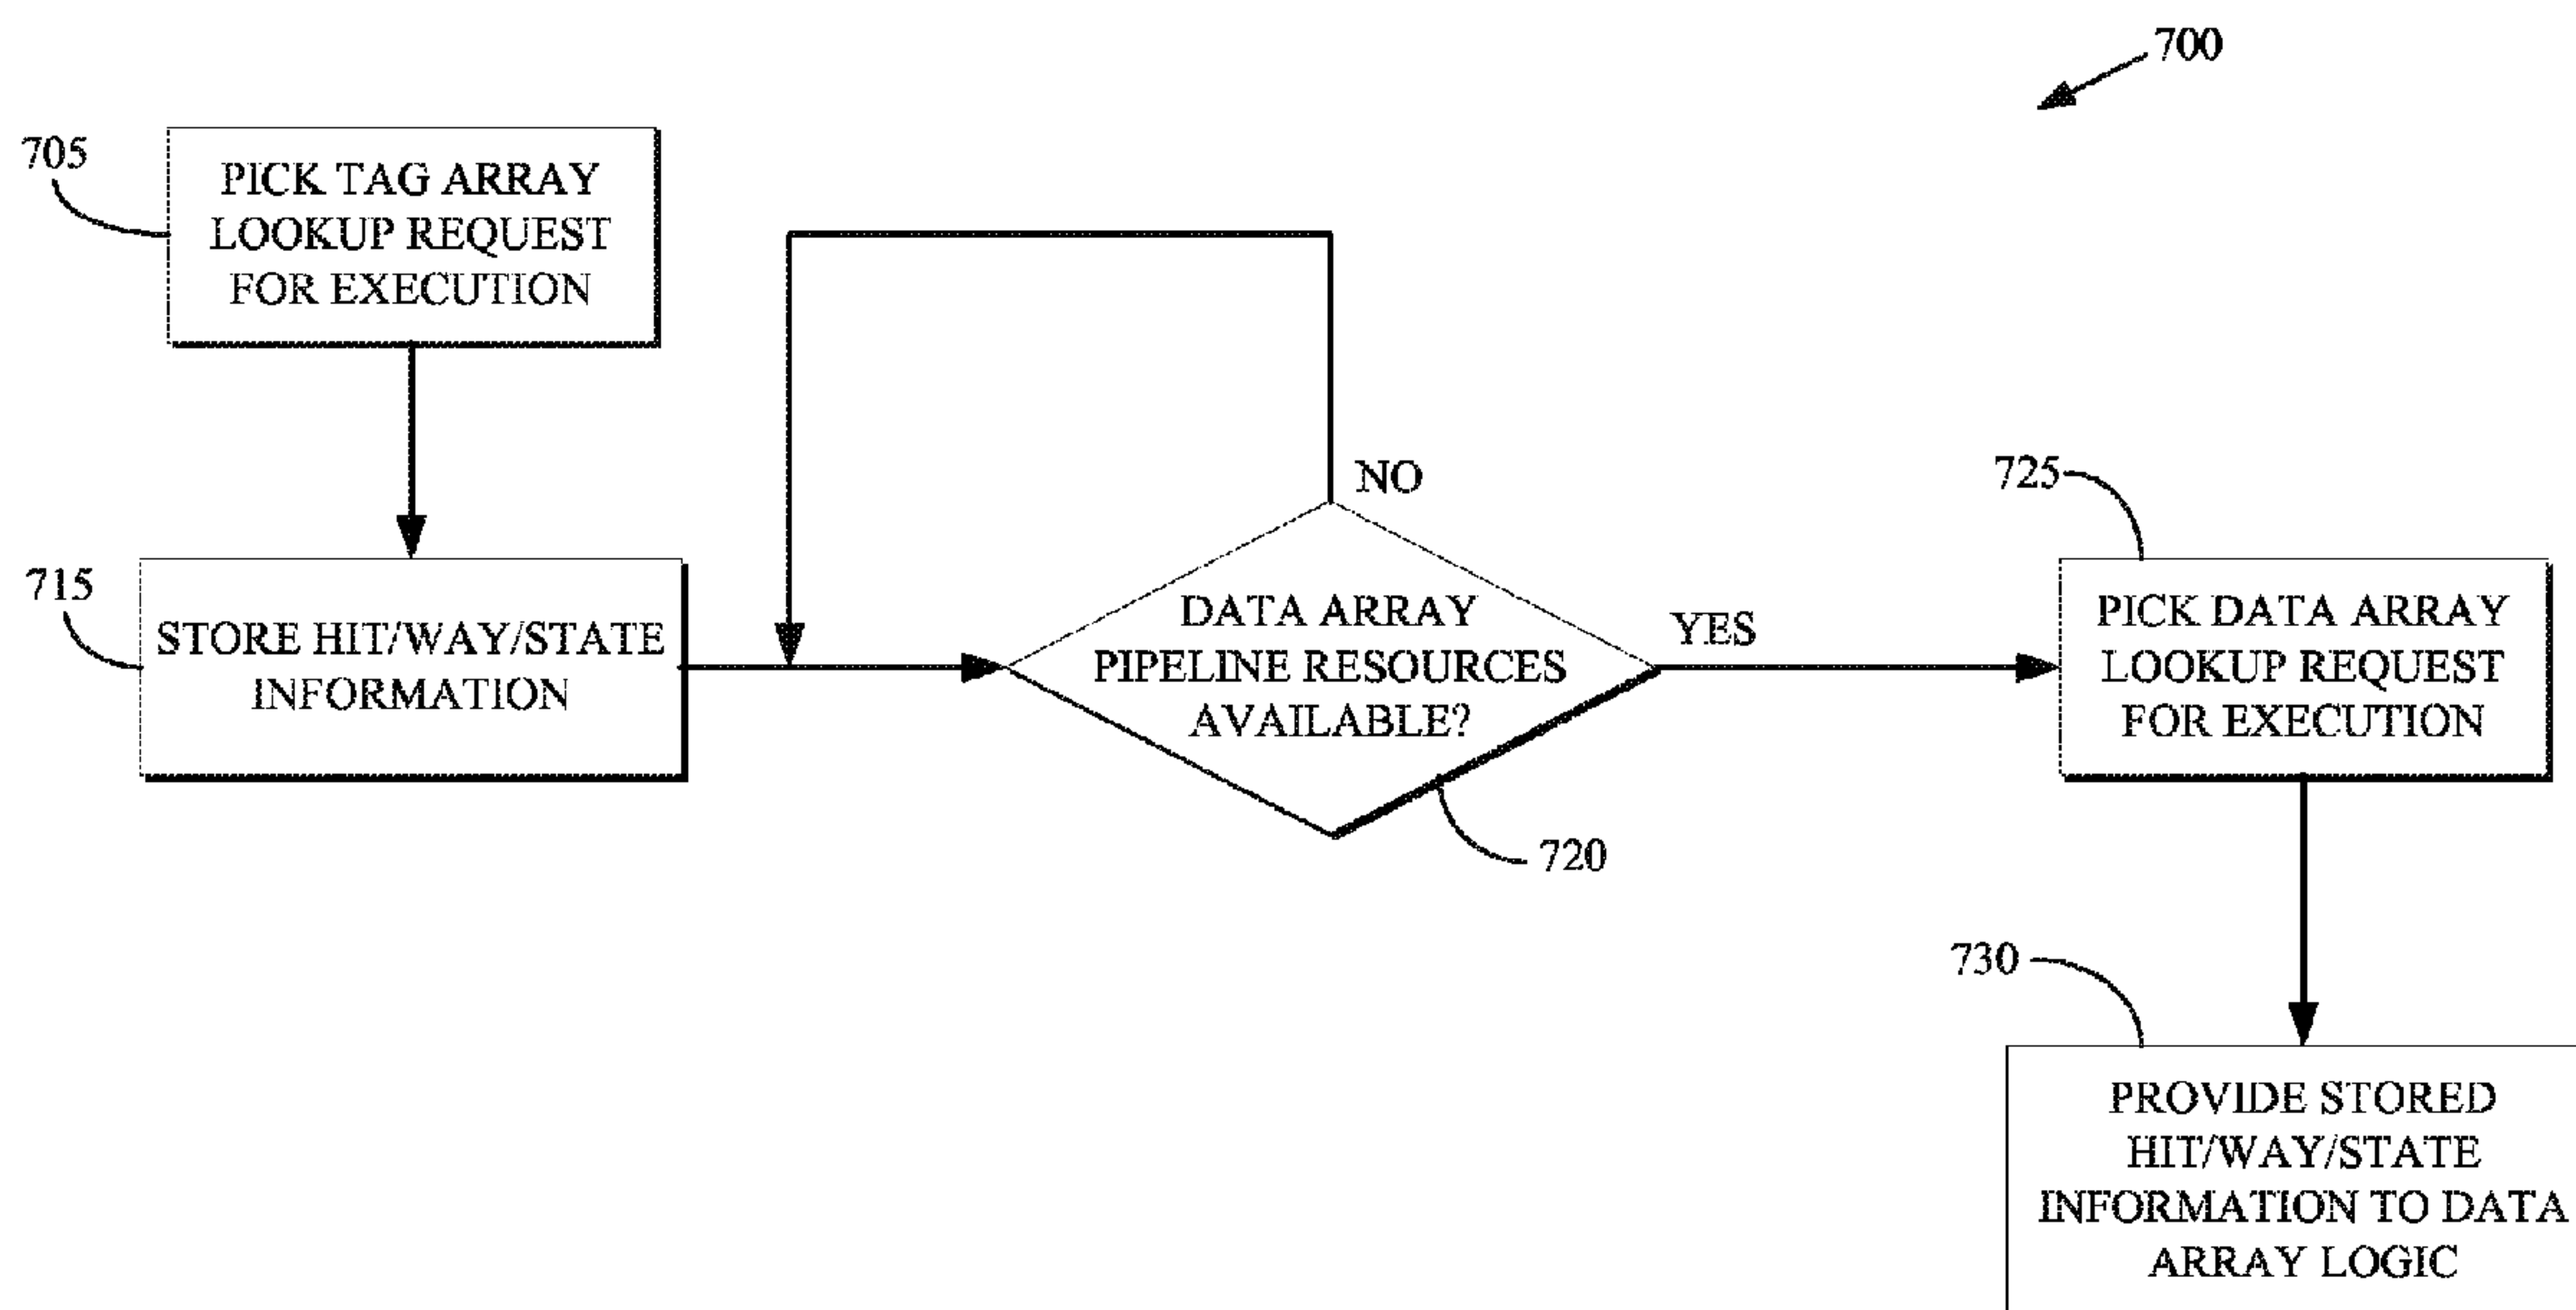 700
705
PICK TAG ARRAY
LOOKUP REQUEST
FOR EXECUTION
715
STORE HIT/WAY/STATE
INFORMATION
NO
DATA ARRAY
PIPELINE RESOURCES
AVAILABLE?
720
YES
725
PICK DATA ARRAY
LOOKUP REQUEST
FOR EXECUTION
730
PROVIDE STORED
HIT/WAY/STATE
INFORMATION TO DATA
ARRAY LOGIC